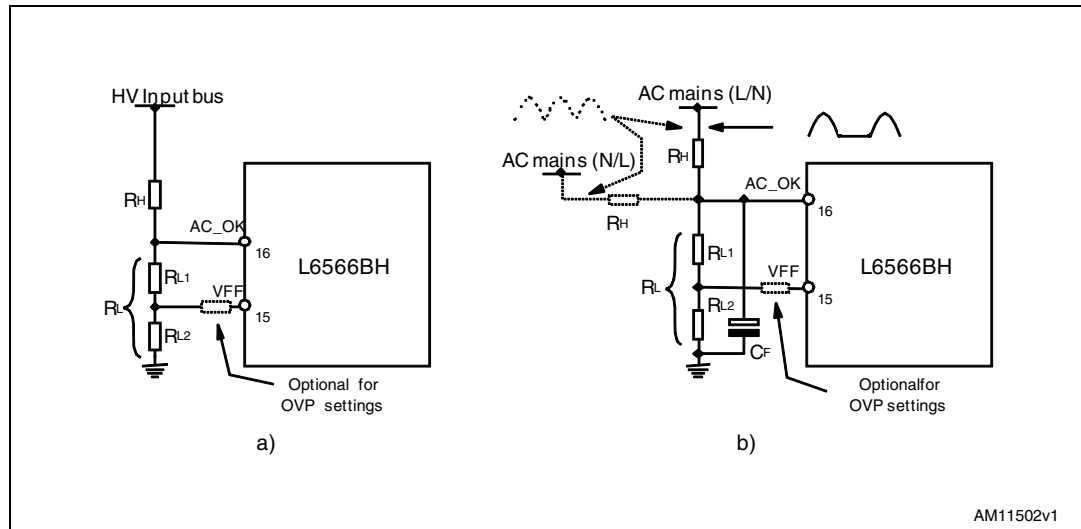 HV Input bus
RH
AC_OK
16
RL1
L6566BH
RL
VFF
15
RL2
Optional for
OVP settings
a)
AC mains (L/N)
RH
AC mains (N/L)
AC_OK
RH
16
RL1
L6566BH
VFF
RL
RL2
15
CF
Optionalfor
OVP settings
b)
AM11502v1